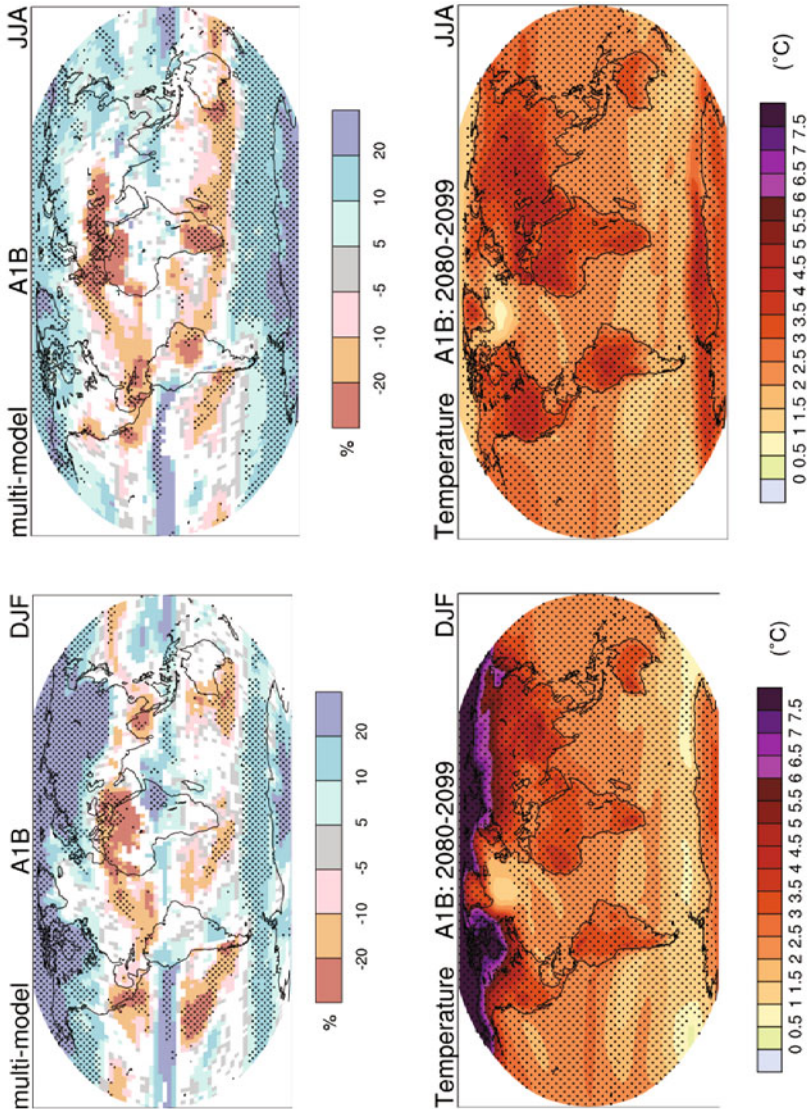 multi-model A1B DJF
% -20 -10 -5 5 10 20
multi-model A1B JJA
% -20 -10 -5 5 10 20
Temperature A1B: 2080-2099 DJF
0 0.5 1 1.5 2 2.5 3 3.5 4 4.5 5 5.5 6 6.5 7 7.5
(°C)
Temperature A1B: 2080-2099 JJA
0 0.5 1 1.5 2 2.5 3 3.5 4 4.5 5 5.5 6 6.5 7 7.5
(°C)